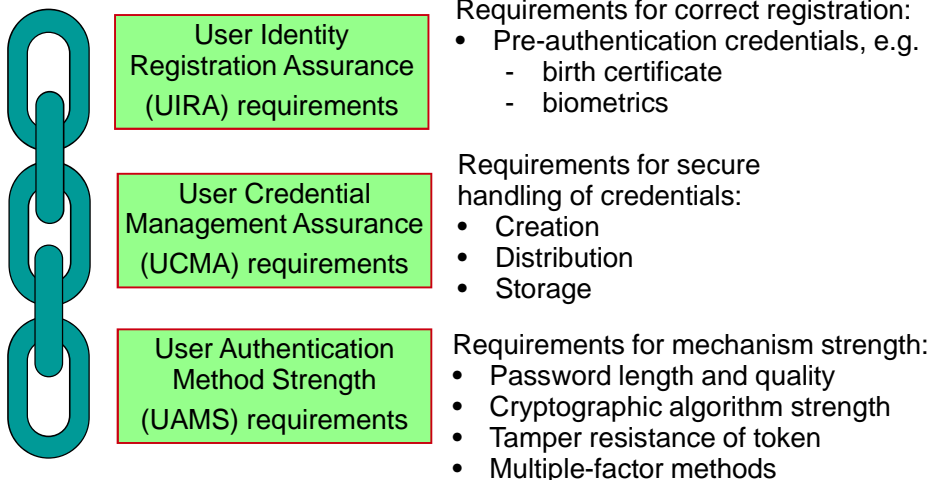 User Identity
Registration Assurance
(UIRA) requirements
Requirements for correct registration:
• Pre-authentication credentials, e.g.
- birth certificate
- biometrics
User Credential
Management Assurance
(UCMA) requirements
Requirements for secure
handling of credentials:
• Creation
• Distribution
• Storage
User Authentication
Method Strength
(UAMS) requirements
Requirements for mechanism strength:
• Password length and quality
• Cryptographic algorithm strength
• Tamper resistance of token
• Multiple-factor methods